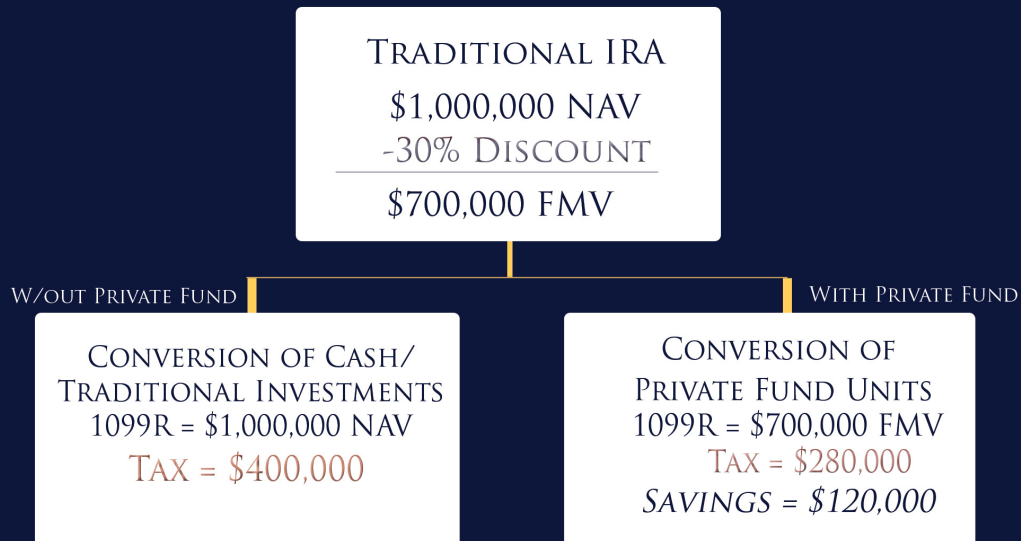 Traditional IRA
$1,000,000 NAV
-30% Discount
$700,000 FMV
W/out Private Fund
With Private Fund
Conversion of Cash/
Traditional Investments
1099R = $1,000,000 NAV
Tax = $400,000
Conversion of
Private Fund Units
1099R = $700,000 FMV
Tax = $280,000
Savings = $120,000